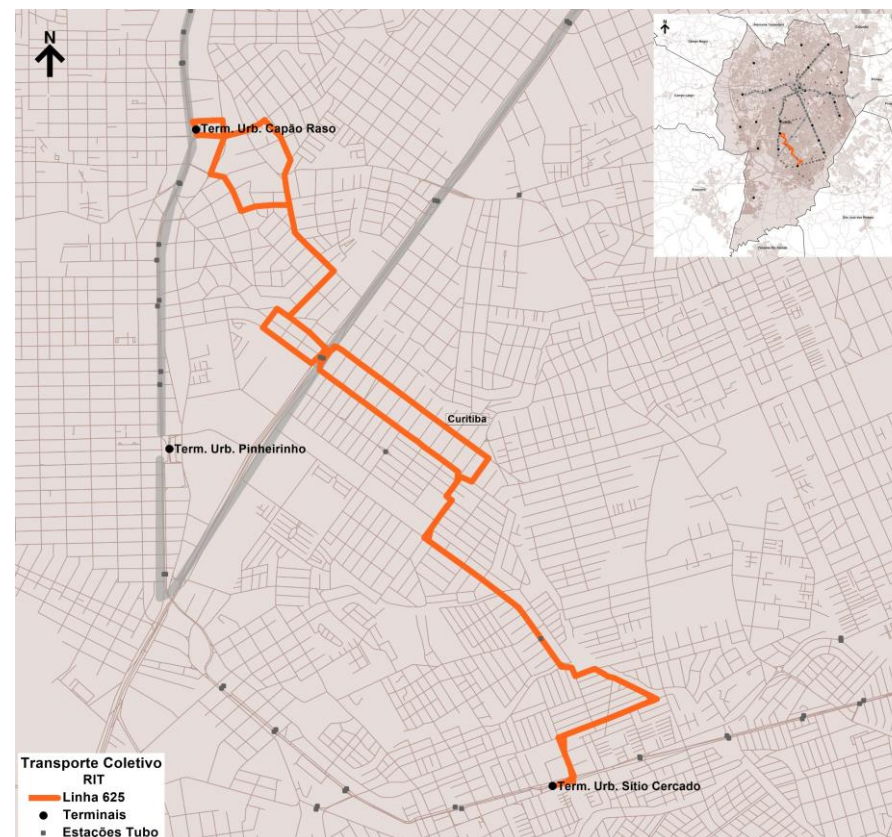 N
Term. Urb. Capão Raso
Curitiba
Term. Urb. Pinheirinho
Term. Urb. Sitio Cercado
Transporte Coletivo
RIT
Linha 625
Terminais
Estações Tubo
N